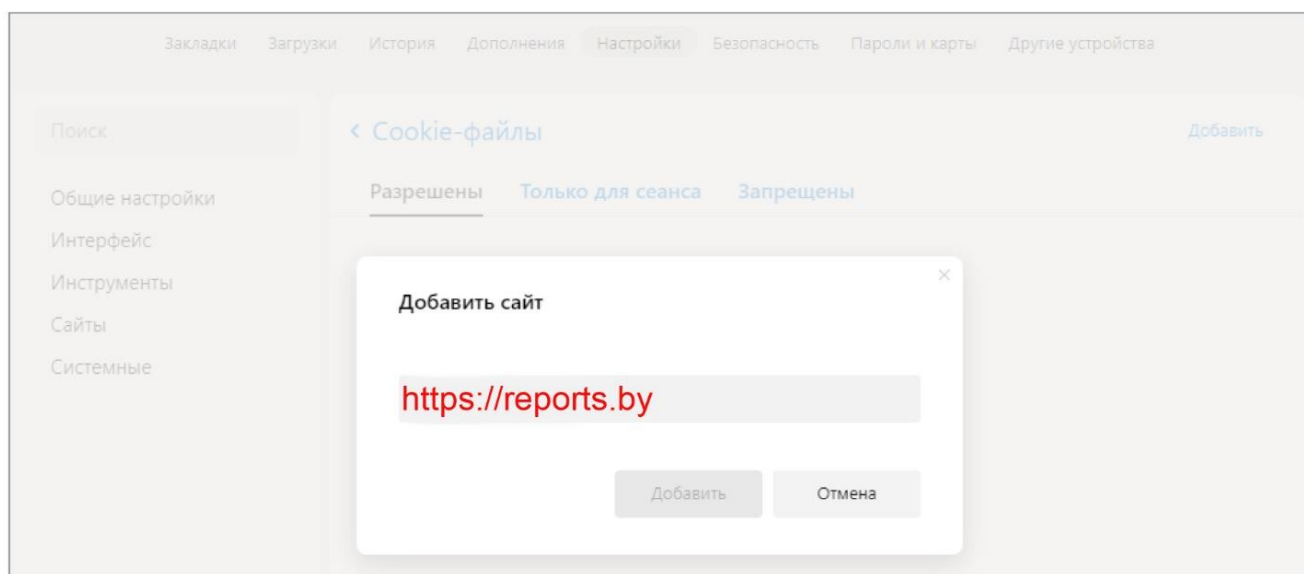 Закладки Загрузки История Дополнения Настройки Безопасность Пароли и карты Другие устройства
Поиск
Cookie-файлы
Добавить
Общие настройки
Интерфейс
Инструменты
Сайты
Системные
Разрешены Только для сеанса Запрещены
Добавить сайт
https://reports.by
Добавить Отмена